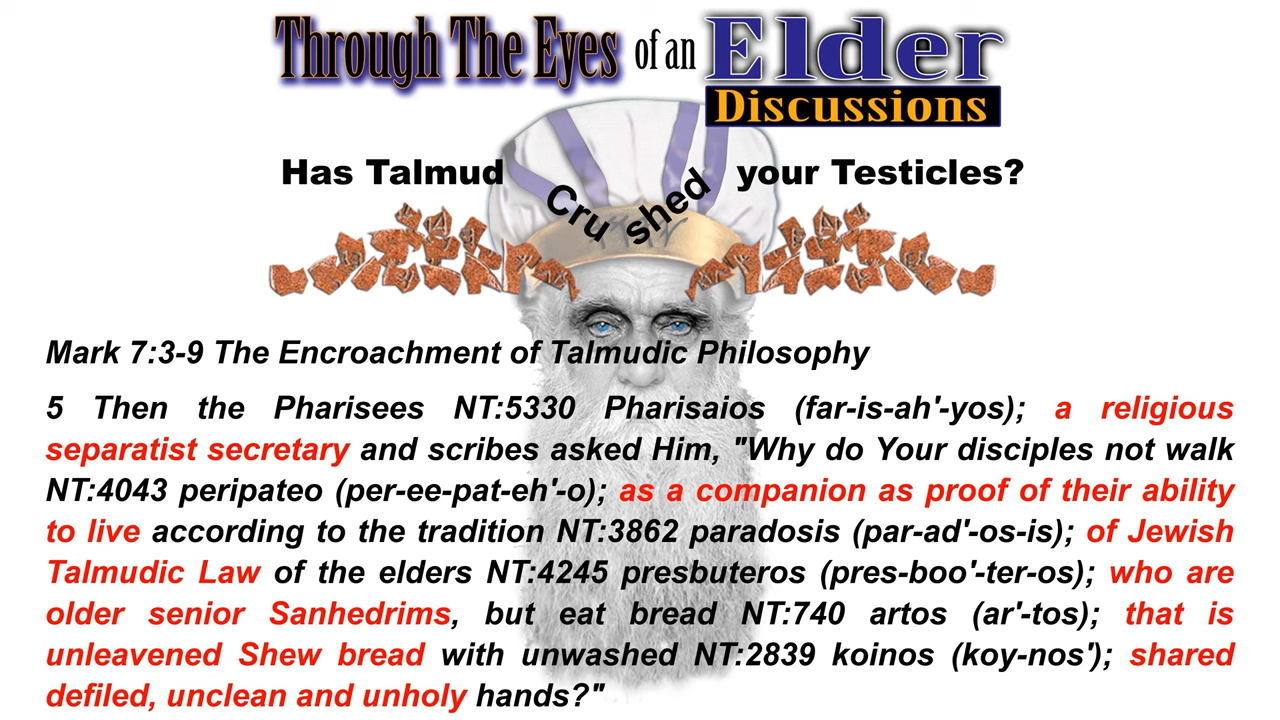 Through The Eyes of an Elder
Discussions
Has Talmud Crushed your Testicles?
Mark 7:3-9 The Encroachment of Talmudic Philosophy
5 Then the Pharisees NT:5330 Pharisaios (far-is-ah'-yos); a religious
separatist secretary and scribes asked Him, "Why do Your disciples not walk
NT:4043 peripateo (per-ee-pat-eh'-o); as a companion as proof of their ability
to live according to the tradition NT:3862 paradosis (par-ad'-os-is); of Jewish
Talmudic Law of the elders NT:4245 presbuteros (pres-boo'-ter-os); who are
older senior Sanhedrims, but eat bread NT:740 artos (ar'-tos); that is
unleavened Shew bread with unwashed NT:2839 koinos (koy-nos'); shared
defiled, unclean and unholy hands?"